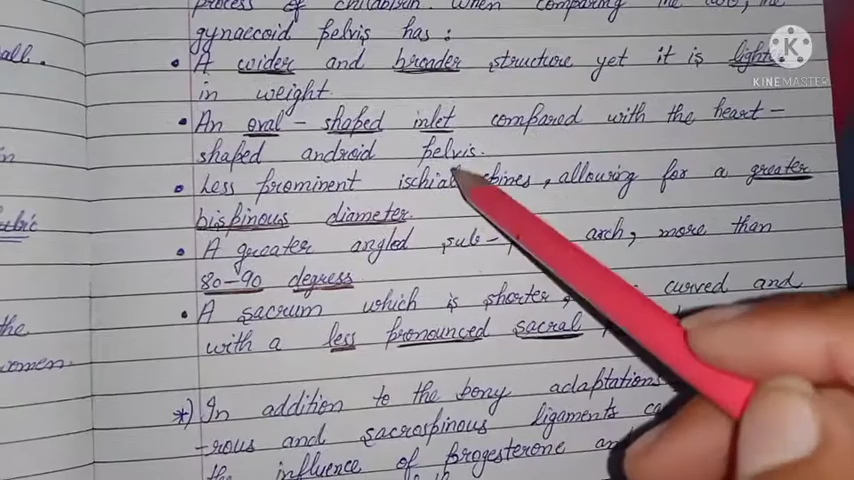 process of childbirth. When comparing the two, the
gynaecoid pelvis has:
• A wider and broader structure yet it is lighter
in weight.
• An oval-shaped inlet compared with the heart-
shaped android pelvis.
• Less prominent ischial spines, allowing for a greater
bispinous diameter.
• A greater angled sub- arch, more than
80-90 degress
• A sacrum which is shorter, curved and
with a less pronounced sacral
*) In addition to the bony adaptations
-rous and sacrospinous ligaments
the influence of progesterone
all.
the
women.
KINEMASTER